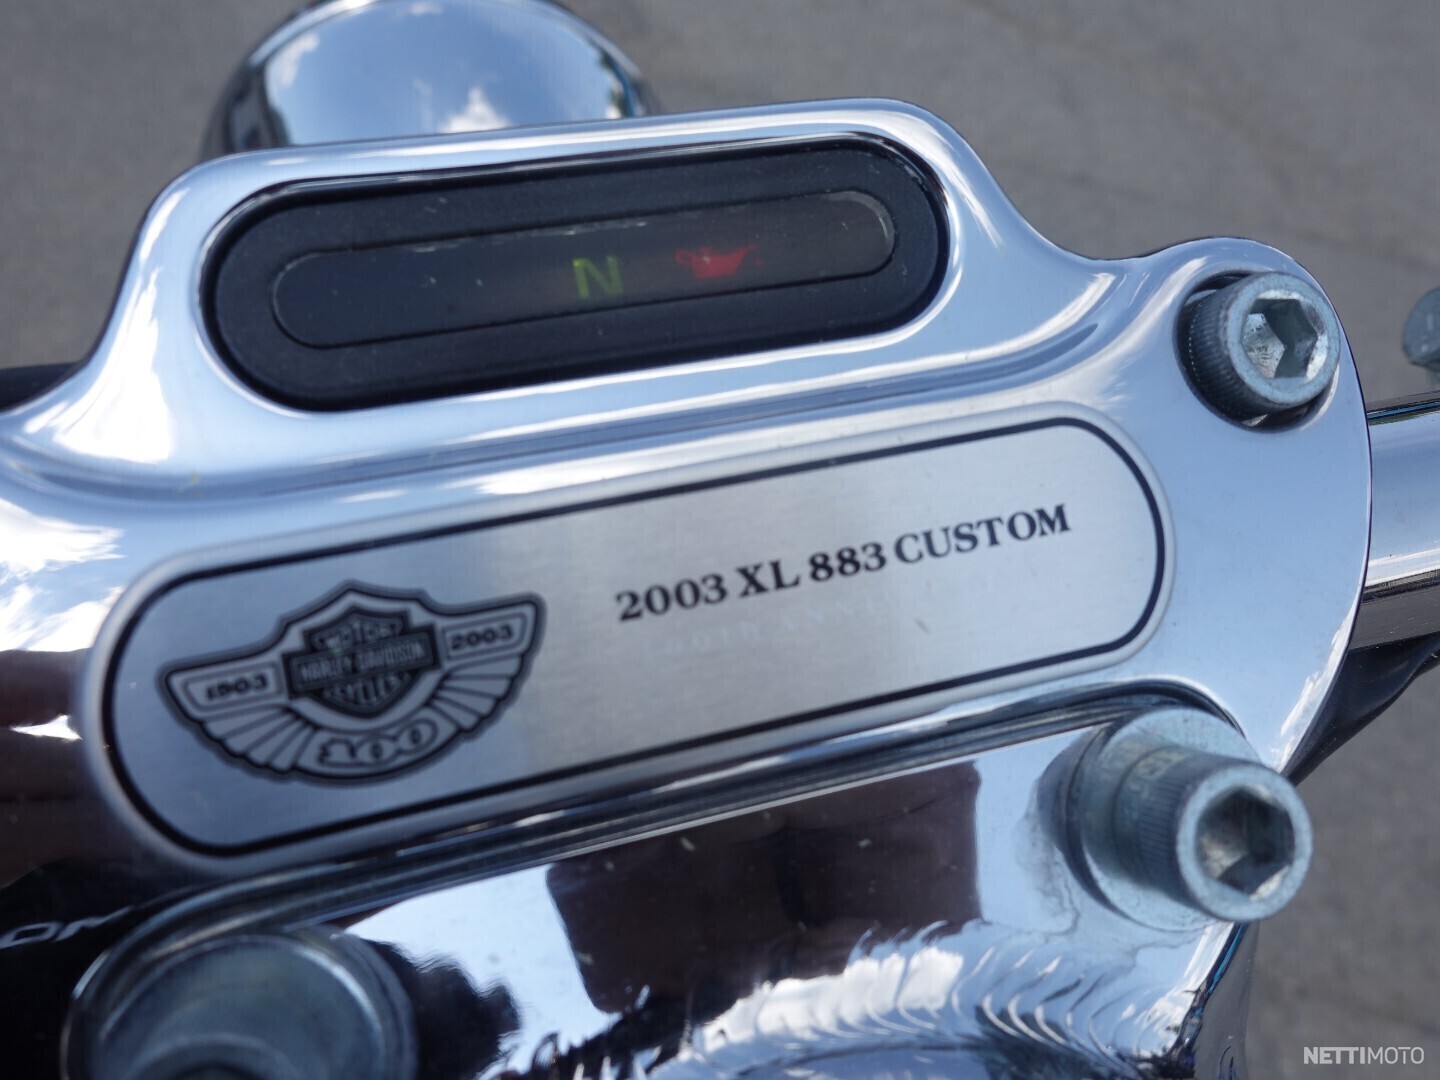 N
2003 XL 883 CUSTOM
1903
MOTOR
HARLEY-DAVIDSON
CYCLES
2003
100
NETTIMOTO